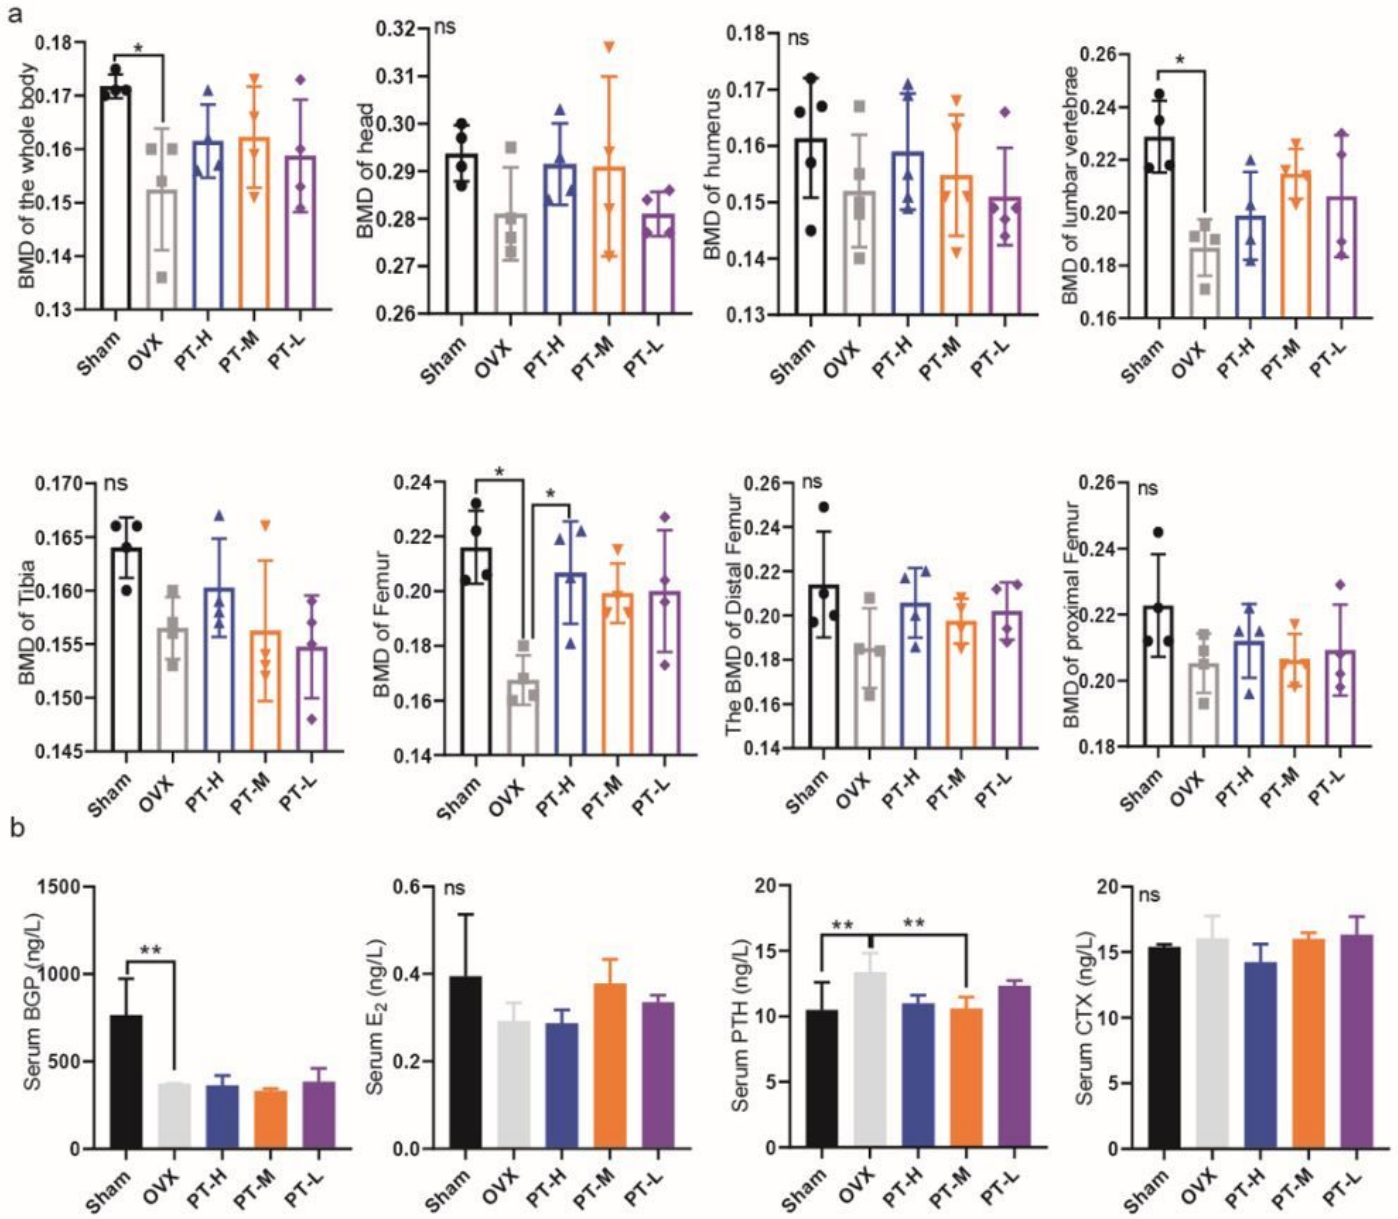 a
BMD of the whole body
0.18
0.17
0.16
0.15
0.14
0.13
*
Sham
OVX
PT-H
PT-M
PT-L
BMD of head
0.32
0.31
0.30
0.29
0.28
0.27
0.26
ns
Sham
OVX
PT-H
PT-M
PT-L
BMD of humerus
0.18
0.17
0.16
0.15
0.14
0.13
ns
Sham
OVX
PT-H
PT-M
PT-L
BMD of lumbar vertebrae
0.26
0.24
0.22
0.20
0.18
0.16
*
Sham
OVX
PT-H
PT-M
PT-L
BMD of Tibia
0.170
0.165
0.160
0.155
0.150
0.145
ns
Sham
OVX
PT-H
PT-M
PT-L
BMD of Femur
0.24
0.22
0.20
0.18
0.16
0.14
*
*
Sham
OVX
PT-H
PT-M
PT-L
The BMD of Distal Femur
0.26
0.24
0.22
0.20
0.18
0.16
0.14
ns
Sham
OVX
PT-H
PT-M
PT-L
BMD of proximal Femur
0.26
0.24
0.22
0.20
0.18
ns
Sham
OVX
PT-H
PT-M
PT-L
b
Serum BGP (ng/L)
1500
1000
500
0
**
Sham
OVX
PT-H
PT-M
PT-L
Serum E2 (ng/L)
0.6
0.4
0.2
0.0
ns
Sham
OVX
PT-H
PT-M
PT-L
Serum PTH (ng/L)
20
15
10
5
0
**
**
Sham
OVX
PT-H
PT-M
PT-L
Serum CTX (ng/L)
20
15
10
5
0
ns
Sham
OVX
PT-H
PT-M
PT-L